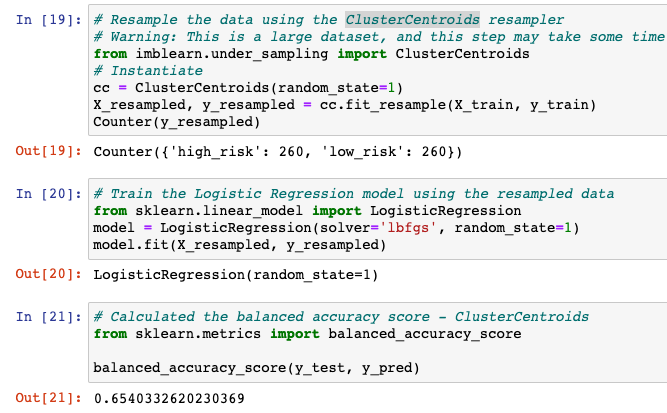 In [19]: # Resample the data using the ClusterCentroids resampler
# Warning: This is a large dataset, and this step may take some time
from imblearn.under_sampling import ClusterCentroids
# Instantiate
cc = ClusterCentroids(random_state=1)
X_resampled, y_resampled = cc.fit_resample(X_train, y_train)
Counter(y_resampled)
Out[19]: Counter({'high_risk': 260, 'low_risk': 260})
In [20]: # Train the Logistic Regression model using the resampled data
from sklearn.linear_model import LogisticRegression
model = LogisticRegression(solver='lbfgs', random_state=1)
model.fit(X_resampled, y_resampled)
Out[20]: LogisticRegression(random_state=1)
In [21]: # Calculated the balanced accuracy score - ClusterCentroids
from sklearn.metrics import balanced_accuracy_score
balanced_accuracy_score(y_test, y_pred)
Out[21]: 0.6540332620230369